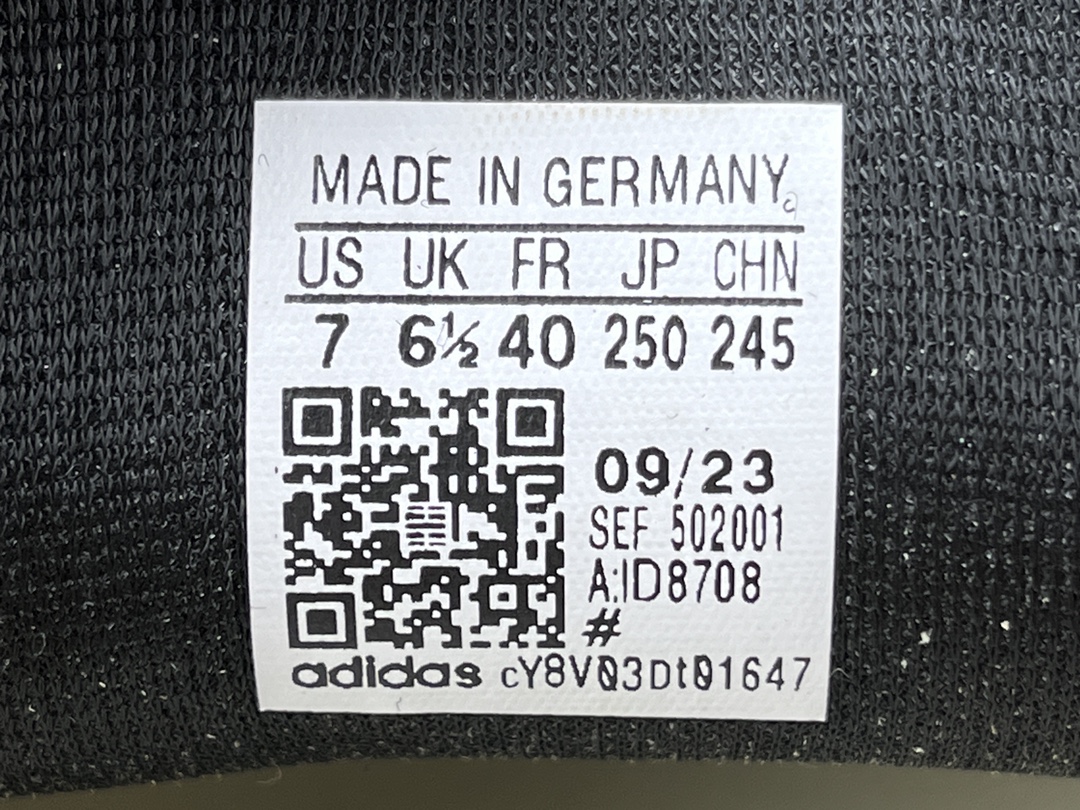 MADE IN GERMANY
US UK FR JP CHN
7 6½ 40 250 245
09/23
SEF 502001
A:ID8708
#
adidas cY8V03Dt01647